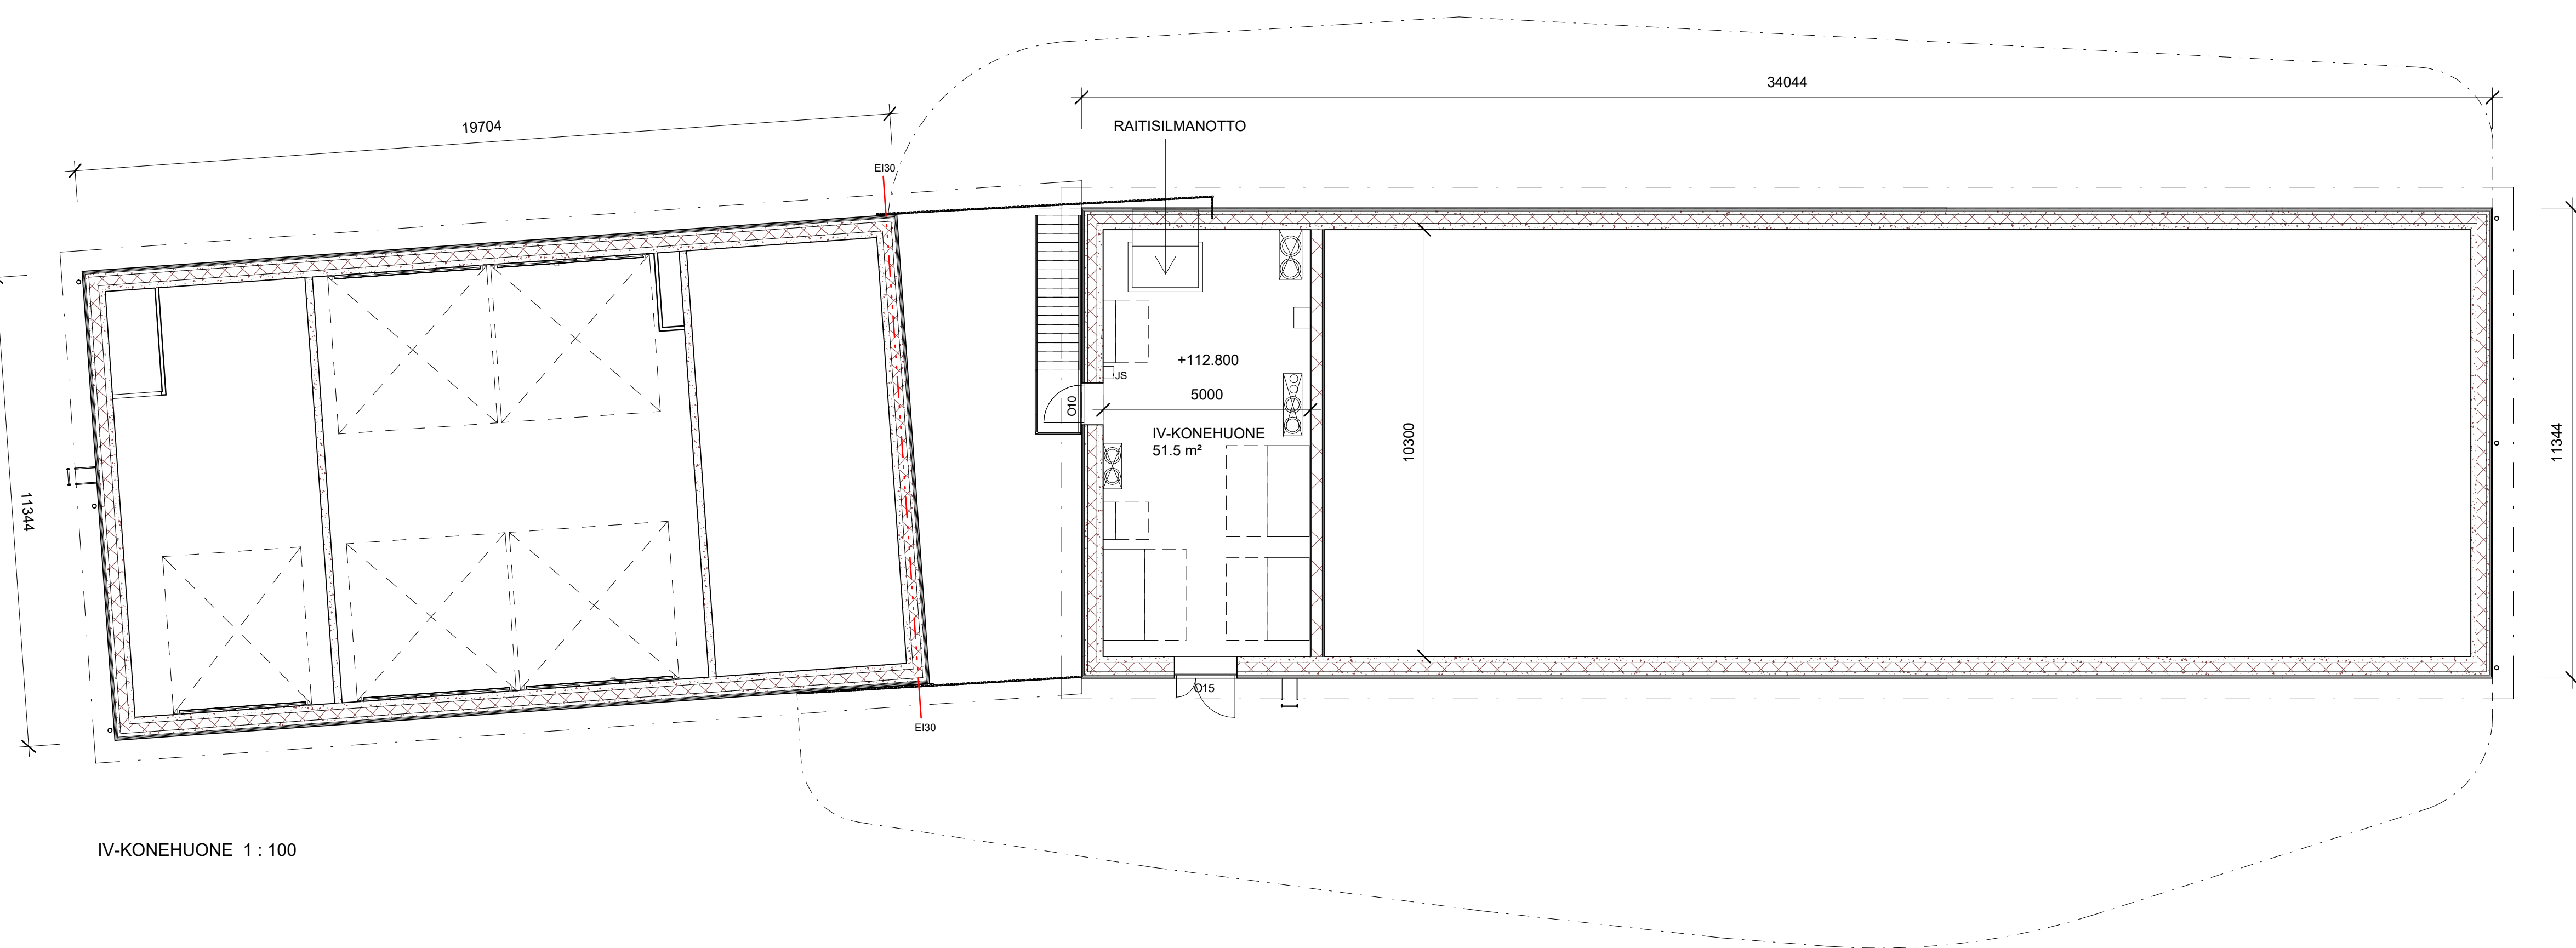 34044
19704
RAITISILMANOTTO
EI30
+112.800
JS
5000
O10
IV-KONEHUONE
51.5 m²
10300
11344
11344
O15
EI30
IV-KONEHUONE 1 : 100